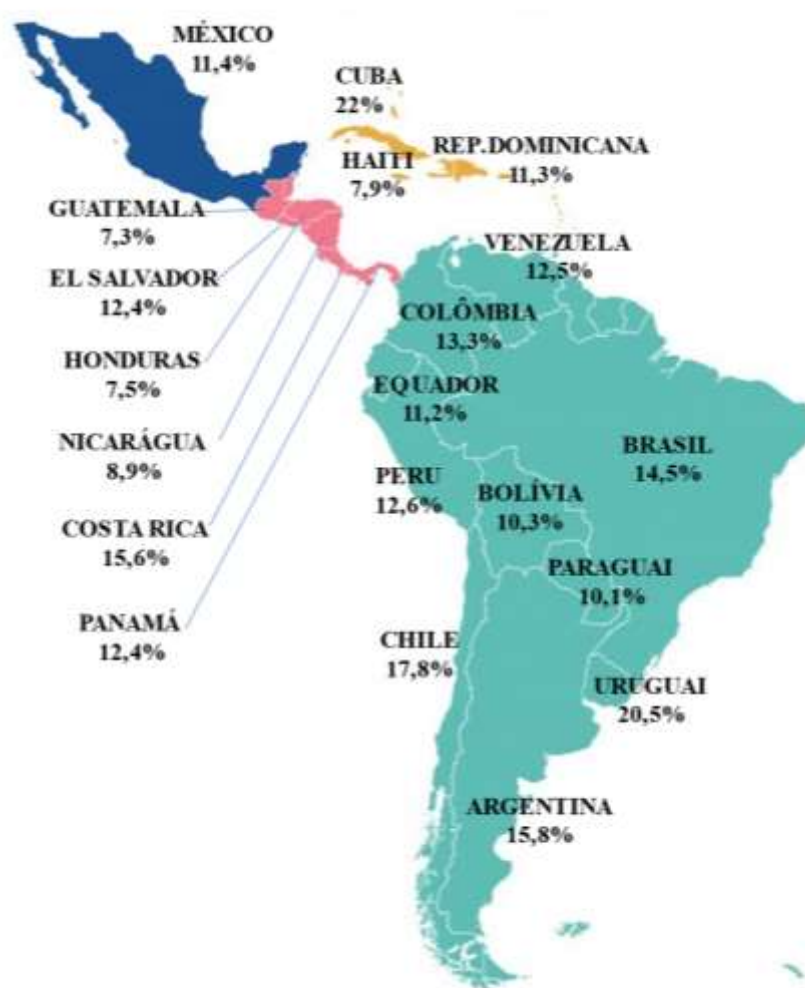 MÉXICO
11,4%
CUBA
22%
REP.DOMINICANA
11,3%
HAITI
7,9%
GUATEMALA
7,3%
VENEZUELA
12,5%
EL SALVADOR
12,4%
COLÔMBIA
13,3%
HONDURAS
7,5%
EQUADOR
11,2%
NICARÁGUA
8,9%
BRASIL
14,5%
PERU
12,6%
BOLÍVIA
10,3%
COSTA RICA
15,6%
PARAGUAI
10,1%
PANAMÁ
12,4%
CHILE
17,8%
URUGUAI
20,5%
ARGENTINA
15,8%